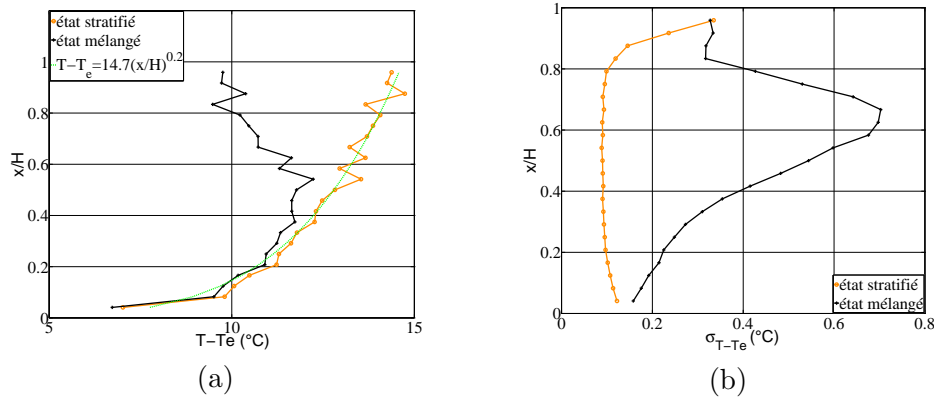 état stratifié
état mélangé
T−Te=14.7(x/H)^0.2
x/H
1
0.8
0.6
0.4
0.2
0
5
10
15
T−Te (°C)
(a)
x/H
1
0.8
0.6
0.4
0.2
0
0
0.2
0.4
0.6
0.8
état stratifié
état mélangé
σT−Te (°C)
(b)